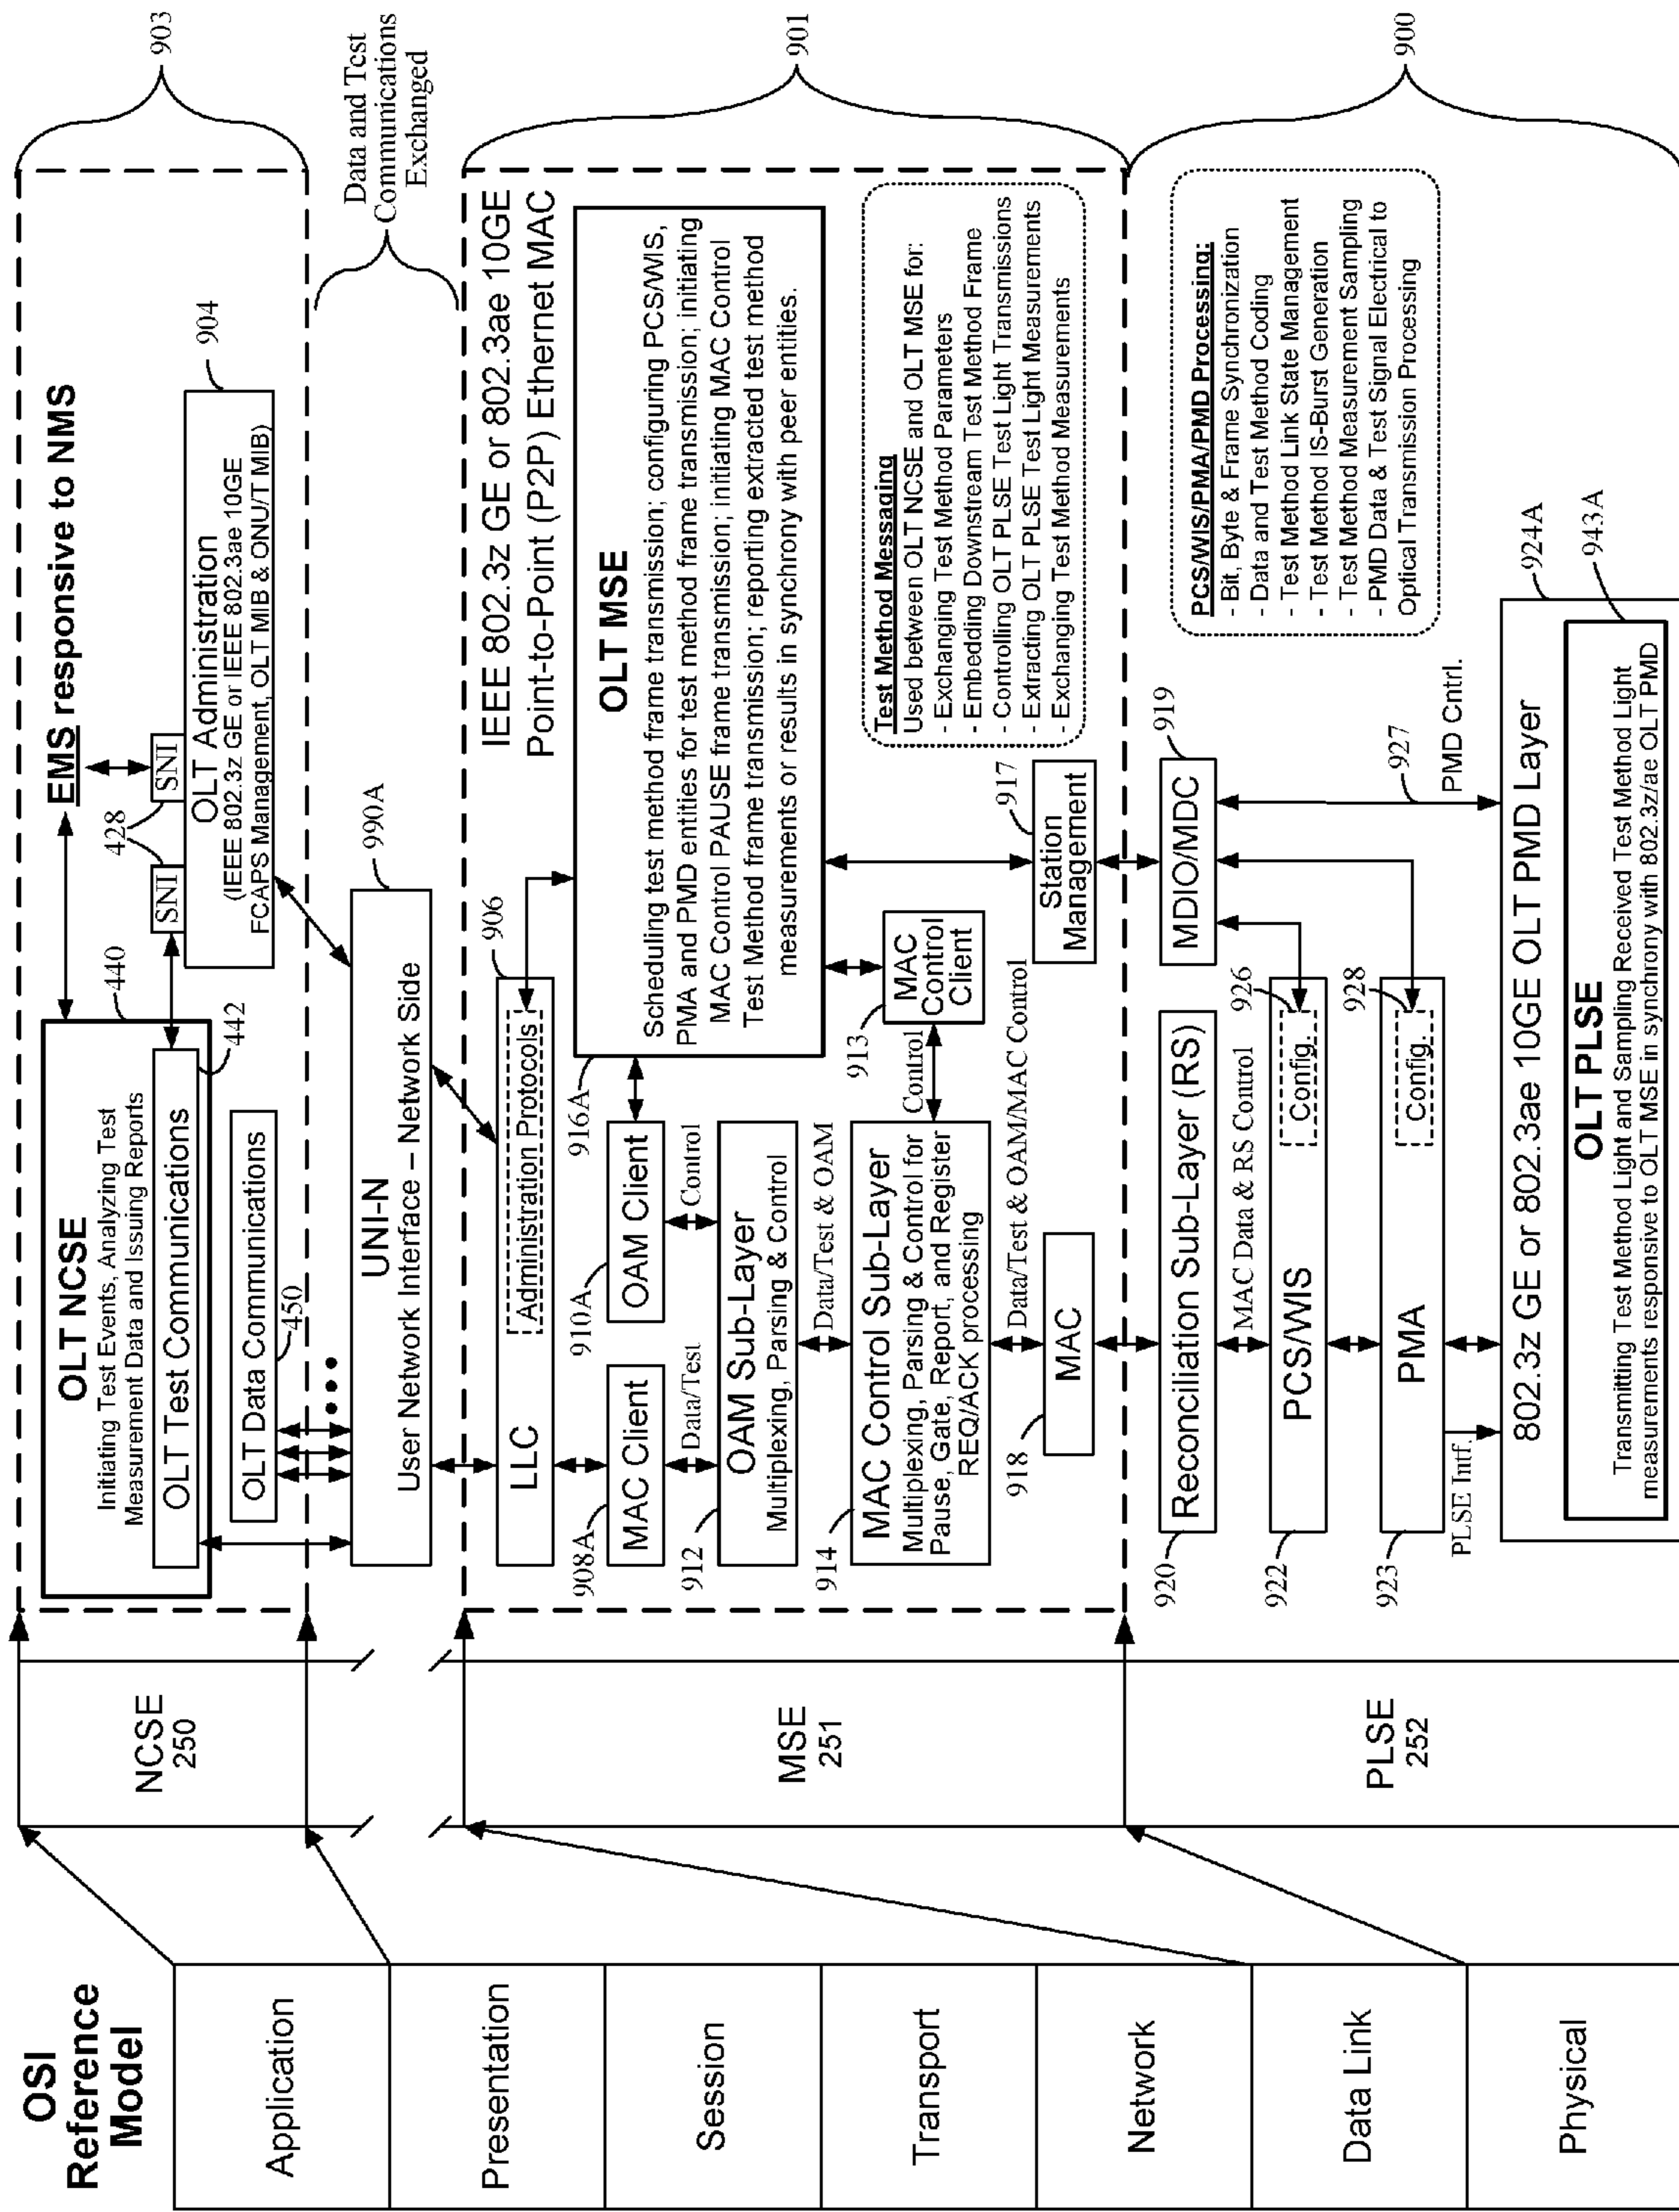 OSI
Reference
Model
Application
Presentation
Session
Transport
Network
Data Link
Physical
NCSE
250
MSE
251
PLSE
252
OLT NCSE
Initiating Test Events, Analyzing Test
Measurement Data and Issuing Reports
OLT Test Communications
440
442
OLT Data Communications
450
EMS responsive to NMS
428
SNI
SNI
OLT Administration
(IEEE 802.3z GE or IEEE 802.3ae 10GE
FCAPS Management, OLT MIB & ONU/T MIB)
904
903
Data and Test
Communications
Exchanged
UNI-N
User Network Interface – Network Side
990A
IEEE 802.3z GE or 802.3ae 10GE
Point-to-Point (P2P) Ethernet MAC
901
LLC
Administration Protocols
906
OLT MSE
Scheduling test method frame transmission; configuring PCS/WIS,
PMA and PMD entities for test method frame transmission; initiating
MAC Control PAUSE frame transmission; initiating MAC Control
Test Method frame transmission; reporting extracted test method
measurements or results in synchrony with peer entities.
916A
908A
MAC Client
910A
OAM Client
Data/Test
Control
912
OAM Sub-Layer
Multiplexing, Parsing & Control
Data/Test & OAM
914
MAC Control Sub-Layer
Multiplexing, Parsing & Control for
Pause, Gate, Report, and Register
REQ/ACK processing
Control
913
MAC
Control
Client
Data/Test & OAM/MAC Control
918
MAC
Station
Management
917
Test Method Messaging
Used between OLT NCSE and OLT MSE for:
- Exchanging Test Method Parameters
- Embedding Downstream Test Method Frame
- Controlling OLT PLSE Test Light Transmissions
- Extracting OLT PLSE Test Light Measurements
- Exchanging Test Method Measurements
900
920
Reconciliation Sub-Layer (RS)
MDIO/MDC
919
MAC Data & RS Control
922
PCS/WIS
Config.
926
923
PMA
Config.
928
927
PMD Cntrl.
PLSE Intf.
PCS/WIS/PMA/PMD Processing:
- Bit, Byte & Frame Synchronization
- Data and Test Method Coding
- Test Method Link State Management
- Test Method IS-Burst Generation
- Test Method Measurement Sampling
- PMD Data & Test Signal Electrical to
Optical Transmission Processing
802.3z GE or 802.3ae 10GE OLT PMD Layer
924A
OLT PLSE
Transmitting Test Method Light and Sampling Received Test Method Light
measurements responsive to OLT MSE in synchrony with 802.3z/ae OLT PMD
943A